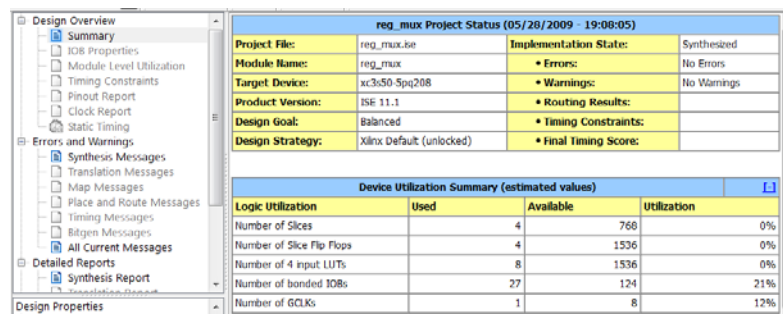 Design Overview
Summary
IOB Properties
Module Level Utilization
Timing Constraints
Pinout Report
Clock Report
Static Timing
Errors and Warnings
Synthesis Messages
Translation Messages
Map Messages
Place and Route Messages
Timing Messages
Bitgen Messages
All Current Messages
Detailed Reports
Synthesis Report
Translation Report
Design Properties
reg_mux Project Status (05/28/2009 - 19:08:05)
Project File: reg_mux.ise Implementation State: Synthesized
Module Name: reg_mux • Errors: No Errors
Target Device: xc3s50-5pq208 • Warnings: No Warnings
Product Version: ISE 11.1 • Routing Results:
Design Goal: Balanced • Timing Constraints:
Design Strategy: Xilinx Default (unlocked) • Final Timing Score:
Device Utilization Summary (estimated values) [-]
Logic Utilization Used Available Utilization
Number of Slices 4 768 0%
Number of Slice Flip Flops 4 1536 0%
Number of 4 input LUTs 8 1536 0%
Number of bonded IOBs 27 124 21%
Number of GCLKs 1 8 12%